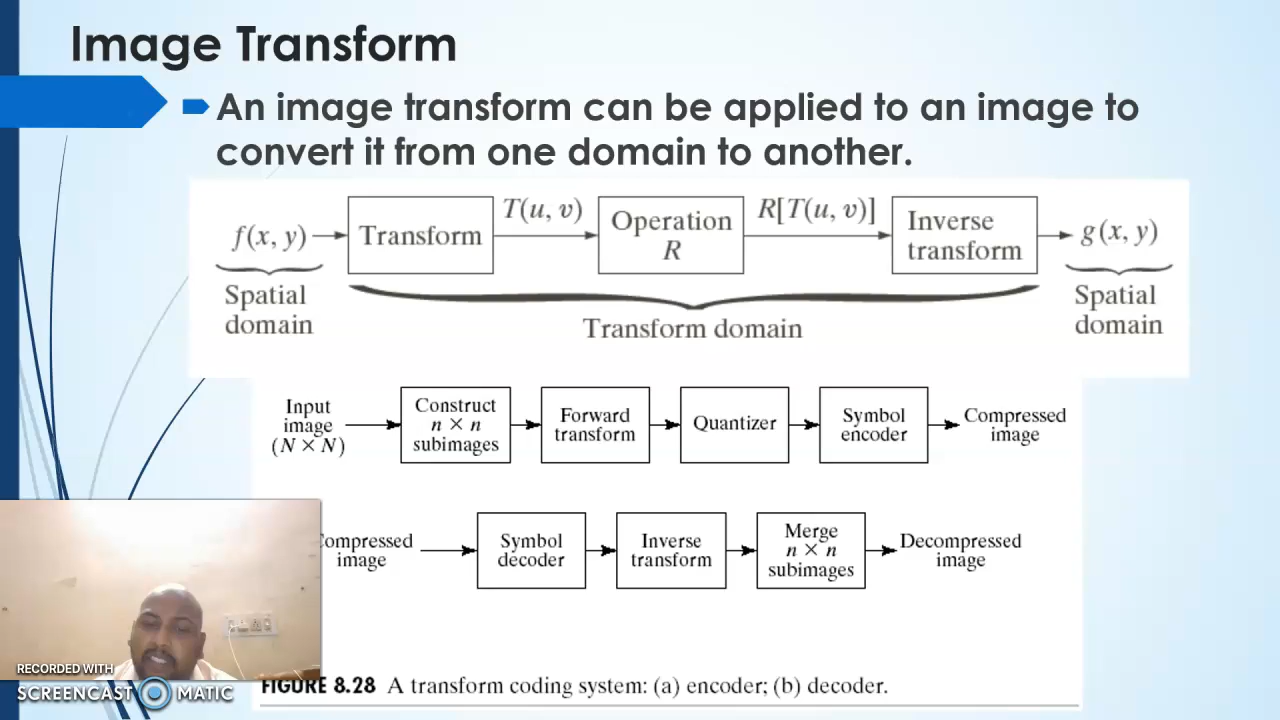 Image Transform
An image transform can be applied to an image to
convert it from one domain to another.
f(x, y)
Transform
T(u, v)
Operation
R
R[T(u, v)]
Inverse
transform
g(x, y)
Spatial
domain
Transform domain
Spatial
domain
Input
image
(N × N)
Construct
n × n
subimages
Forward
transform
Quantizer
Symbol
encoder
Compressed
image
ompressed
image
Symbol
decoder
Inverse
transform
Merge
n × n
subimages
Decompressed
image
RECORDED WITH
SCREENCAST MATIC
FIGURE 8.28 A transform coding system: (a) encoder; (b) decoder.